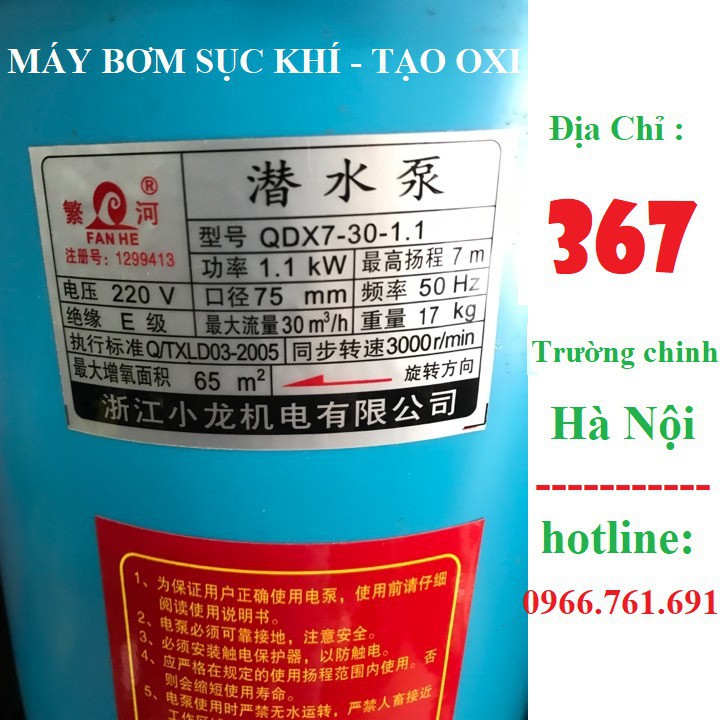 MÁY BƠM SỤC KHÍ - TẠO OXI
繁河®
FAN HE
注册号：1299413
潜水泵
型号 QDX7-30-1.1
功率 1.1 kW 最高扬程 7 m
电压 220 V 口径 75 mm 频率 50 Hz
绝缘 E 级 最大流量 30 m³/h 重量 17 kg
执行标准 Q/TXLD03-2005 同步转速 3000r/min
最大增氧面积 65 m² 旋转方向
浙江小龙机电有限公司
1、为保证用户正确使用电泵，使用前请仔细
阅读使用说明书。
2、电泵必须可靠接地，注意安全。
3、必须安装触电保护器，以防触电。
4、应严格在规定的使用扬程范围内使用。否
则会缩短使用寿命。
5、电泵使用时严禁无水运转，严禁人畜接近
Địa Chỉ :
367
Trường chinh
Hà Nội
-----------
hotline:
0966.761.691